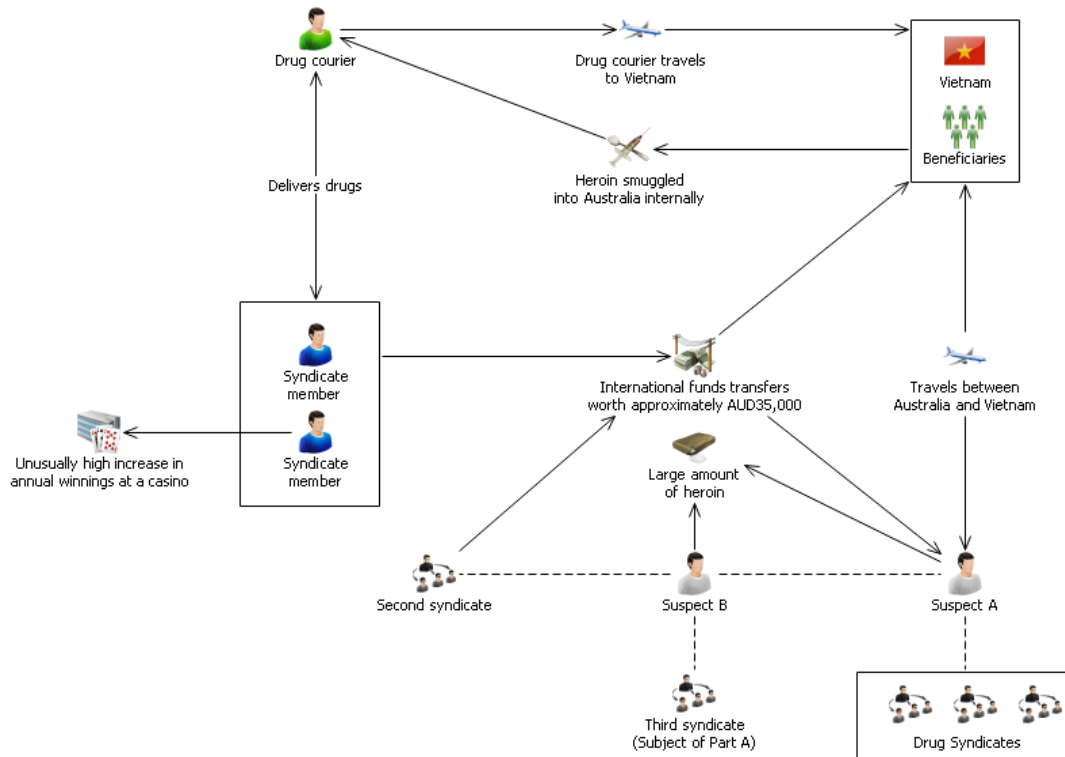 Drug courier
Drug courier travels
to Vietnam
Vietnam
Beneficiaries
Heroin smuggled
into Australia internally
Delivers drugs
Syndicate
member
Syndicate
member
Unusually high increase in
annual winnings at a casino
International funds transfers
worth approximately AUD35,000
Travels between
Australia and Vietnam
Large amount
of heroin
Second syndicate
Suspect B
Suspect A
Third syndicate
(Subject of Part A)
Drug Syndicates